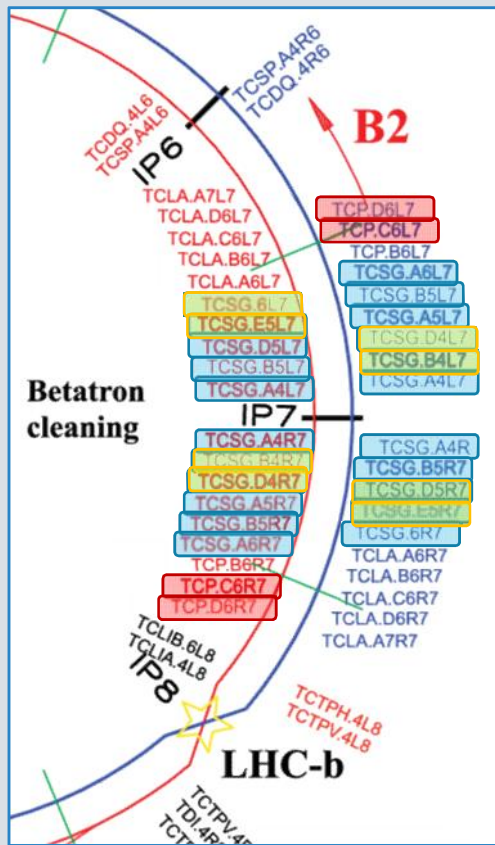 TCSP.A4R6
TCDQ.4R6
TCDQ.4L6
TCSP.A4L6
IP6
B2
TCLA.A7L7
TCLA.D6L7
TCLA.C6L7
TCLA.B6L7
TCLA.A6L7
TCSG.6L7
TCSG.E5L7
TCSG.D5L7
TCSG.B5L7
TCSG.A4L7
TCP.D6L7
TCP.C6L7
TCP.B6L7
TCSG.A6L7
TCSG.B5L7
TCSG.A5L7
TCSG.D4L7
TCSG.B4L7
TCSG.A4L7
Betatron
cleaning
IP7
TCSG.A4R7
TCSG.B4R7
TCSG.D4R7
TCSG.A5R7
TCSG.B5R7
TCSG.A6R7
TCP.B6R7
TCP.C6R7
TCP.D6R7
TCSG.A4R
TCSG.B5R7
TCSG.D5R7
TCSG.E5R7
TCSG.6R7
TCLA.A6R7
TCLA.B6R7
TCLA.C6R7
TCLA.D6R7
TCLA.A7R7
TCLIB.6L8
TCLIA.4L8
IP8
TCTPH.4L8
TCTPV.4L8
LHC-b